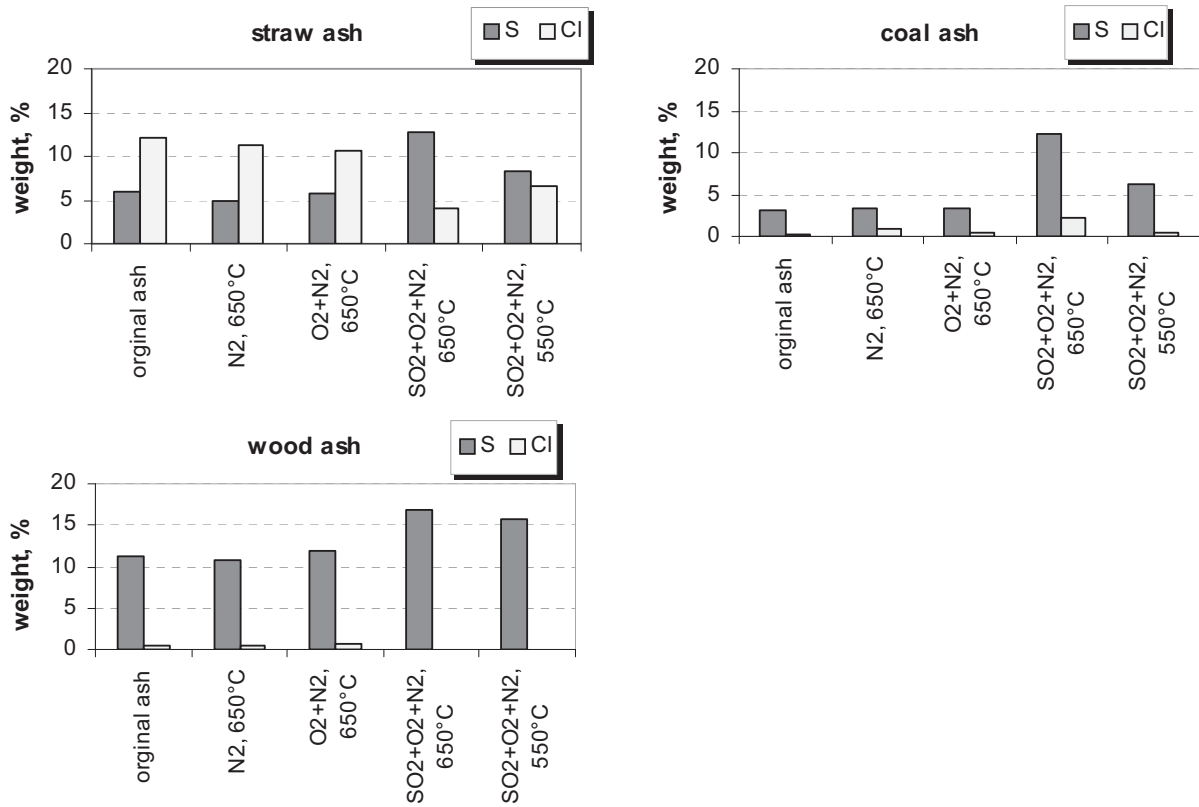 straw ash
S Cl
weight, %
20
15
10
5
0
orginal ash
N2, 650°C
O2+N2,
650°C
SO2+O2+N2,
650°C
SO2+O2+N2,
550°C
coal ash
S Cl
weight, %
20
15
10
5
0
orginal ash
N2, 650°C
O2+N2,
650°C
SO2+O2+N2,
650°C
SO2+O2+N2,
550°C
wood ash
S Cl
weight, %
20
15
10
5
0
orginal ash
N2, 650°C
O2+N2,
650°C
SO2+O2+N2,
650°C
SO2+O2+N2,
550°C